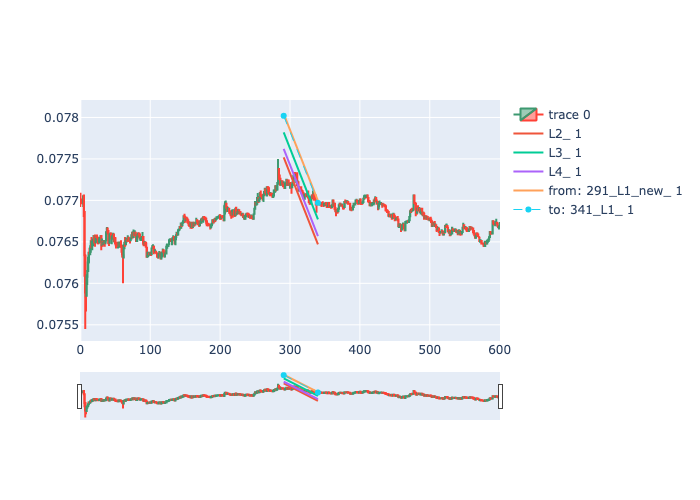 0.078
0.0775
0.077
0.0765
0.076
0.0755
0 100 200 300 400 500 600
trace 0
L2_ 1
L3_ 1
L4_ 1
from: 291_L1_new_ 1
to: 341_L1_ 1